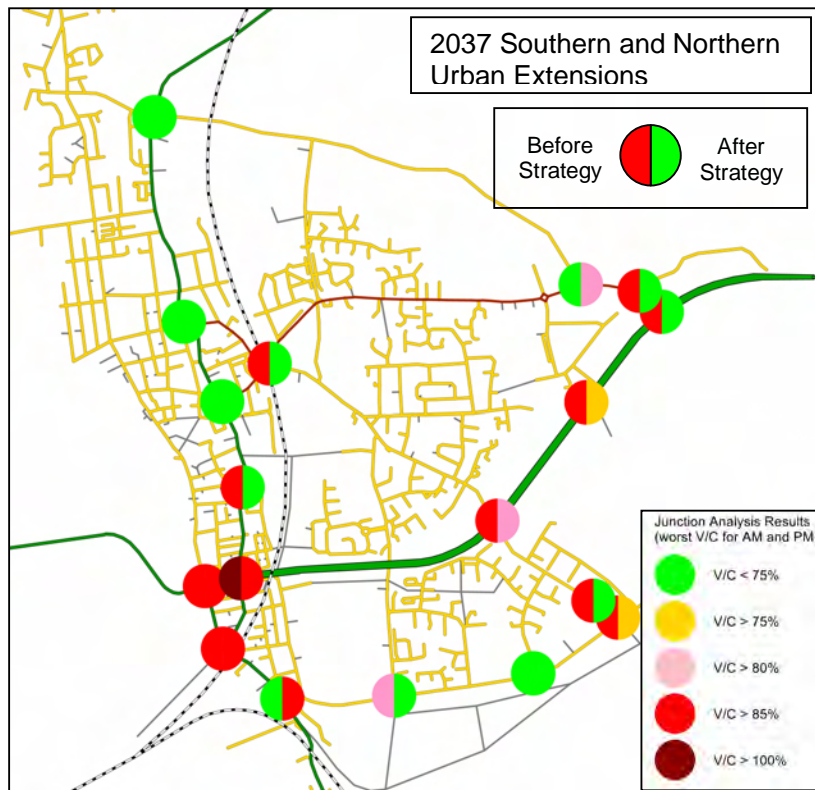 2037 Southern and Northern
Urban Extensions
Before
Strategy
After
Strategy
Junction Analysis Results
(worst V/C for AM and PM
V/C < 75%
V/C > 75%
V/C > 80%
V/C > 85%
V/C > 100%